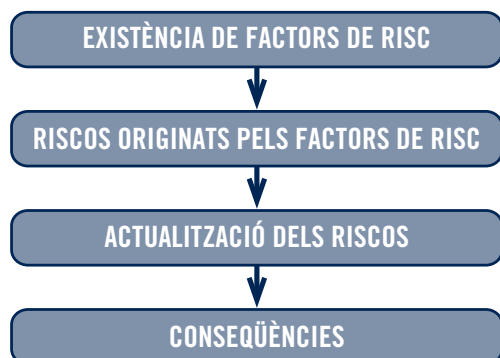 EXISTÈNCIA DE FACTORS DE RISC
RISCOS ORIGINATS PELS FACTORS DE RISC
ACTUALITZACIÓ DELS RISCOS
CONSEQÜÈNCIES